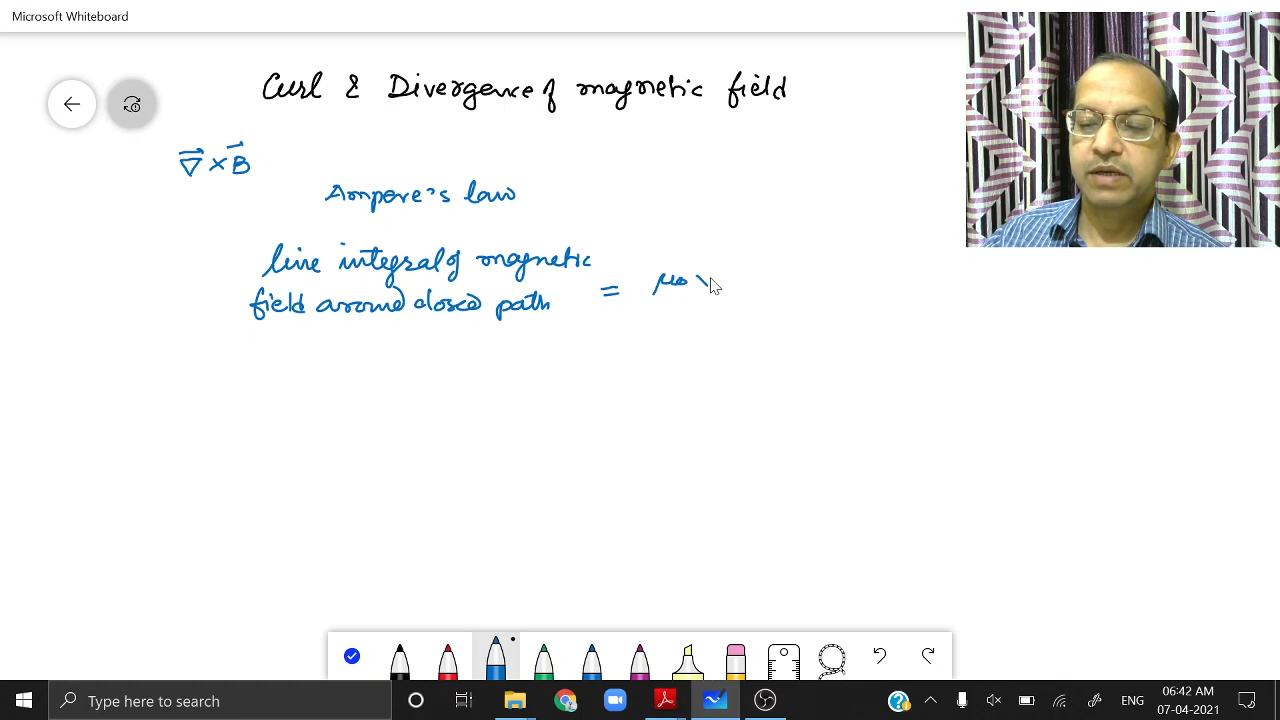 Microsoft Whiteboard
Curl & Divergence of magnetic field
∇⃗ × B⃗
Ampere's law
line integral of magnetic
field around closed path = μ₀ \
Type here to search
ENG
06:42 AM
07-04-2021